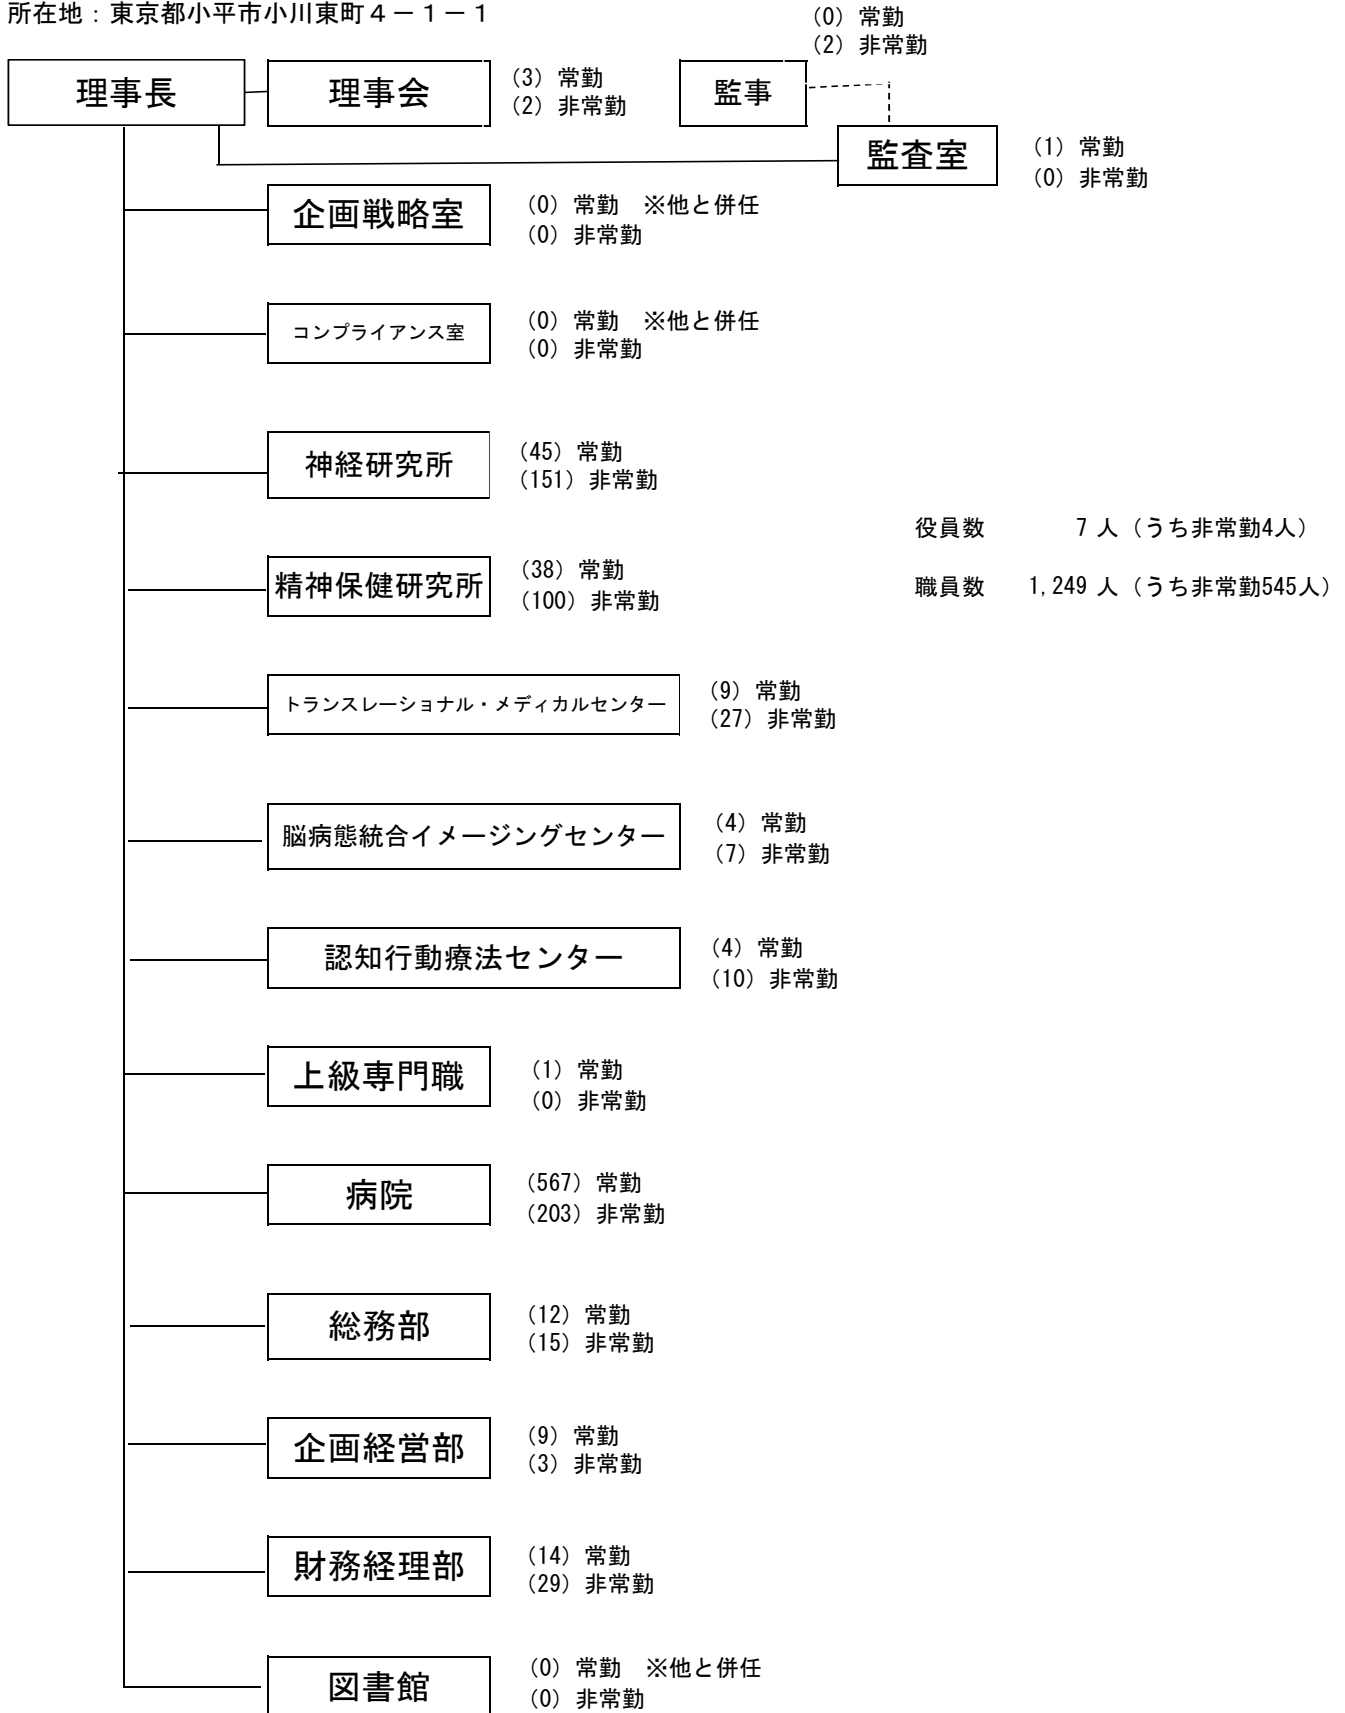 所在地：東京都小平市小川東町４－１－１
(0) 常勤
(2) 非常勤
理事長
理事会
(3) 常勤
(2) 非常勤
監事
監査室
(1) 常勤
(0) 非常勤
企画戦略室
(0) 常勤　※他と併任
(0) 非常勤
コンプライアンス室
(0) 常勤　※他と併任
(0) 非常勤
神経研究所
(45) 常勤
(151) 非常勤
役員数　7 人（うち非常勤4人）
精神保健研究所
(38) 常勤
(100) 非常勤
職員数　1,249 人（うち非常勤545人）
トランスレーショナル・メディカルセンター
(9) 常勤
(27) 非常勤
脳病態統合イメージングセンター
(4) 常勤
(7) 非常勤
認知行動療法センター
(4) 常勤
(10) 非常勤
上級専門職
(1) 常勤
(0) 非常勤
病院
(567) 常勤
(203) 非常勤
総務部
(12) 常勤
(15) 非常勤
企画経営部
(9) 常勤
(3) 非常勤
財務経理部
(14) 常勤
(29) 非常勤
図書館
(0) 常勤　※他と併任
(0) 非常勤